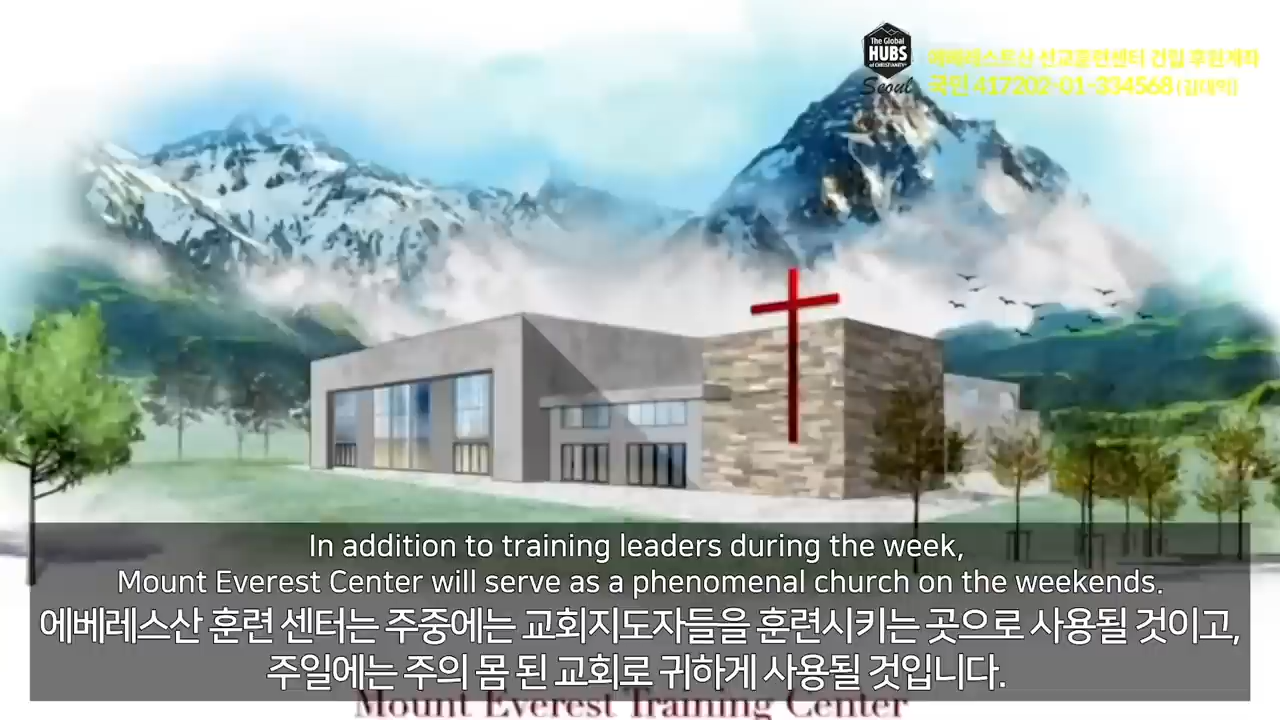 The Global
HUBS
of CHRISTIANITY
Seoul
에베레스트산 선교훈련센터 건립 후원계좌
국민 417202-01-334568 (김대혁)
In addition to training leaders during the week,
Mount Everest Center will serve as a phenomenal church on the weekends.
에베레스산 훈련 센터는 주중에는 교회지도자들을 훈련시키는 곳으로 사용될 것이고,
주일에는 주의 몸 된 교회로 귀하게 사용될 것입니다.
Mount Everest Training Center